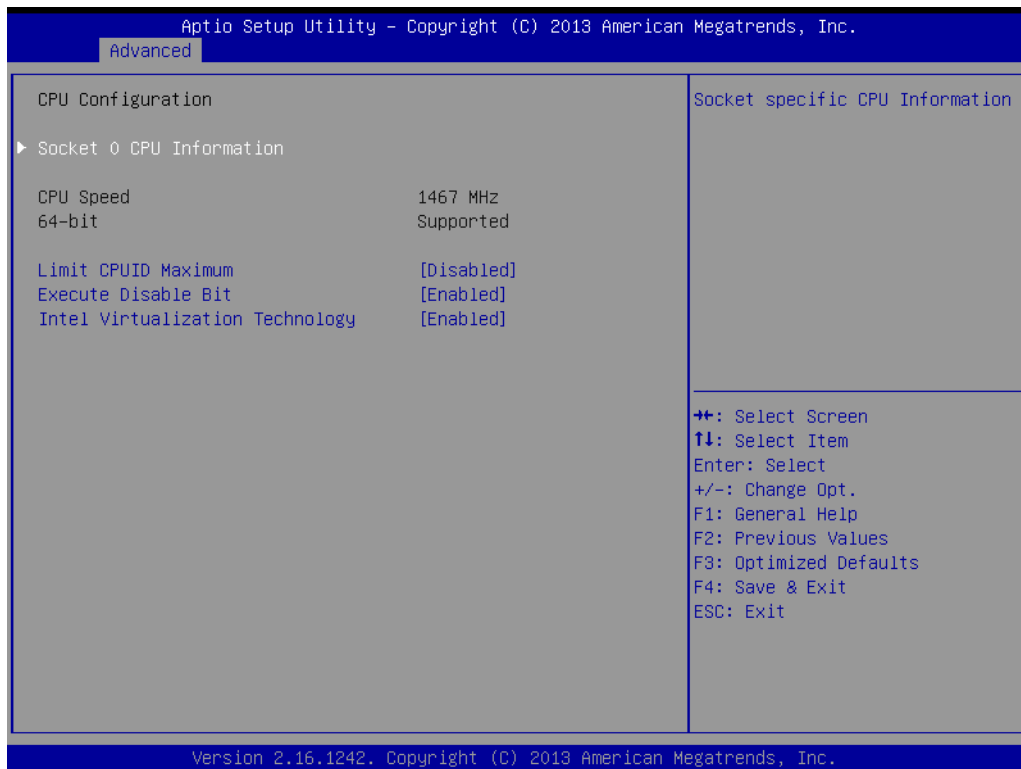 Aptio Setup Utility – Copyright (C) 2013 American Megatrends, Inc.
Advanced
CPU Configuration
Socket 0 CPU Information
CPU Speed 1467 MHz
64-bit Supported
Limit CPUID Maximum [Disabled]
Execute Disable Bit [Enabled]
Intel Virtualization Technology [Enabled]
Socket specific CPU Information
→←: Select Screen
↑↓: Select Item
Enter: Select
+/-: Change Opt.
F1: General Help
F2: Previous Values
F3: Optimized Defaults
F4: Save & Exit
ESC: Exit
Version 2.16.1242. Copyright (C) 2013 American Megatrends, Inc.